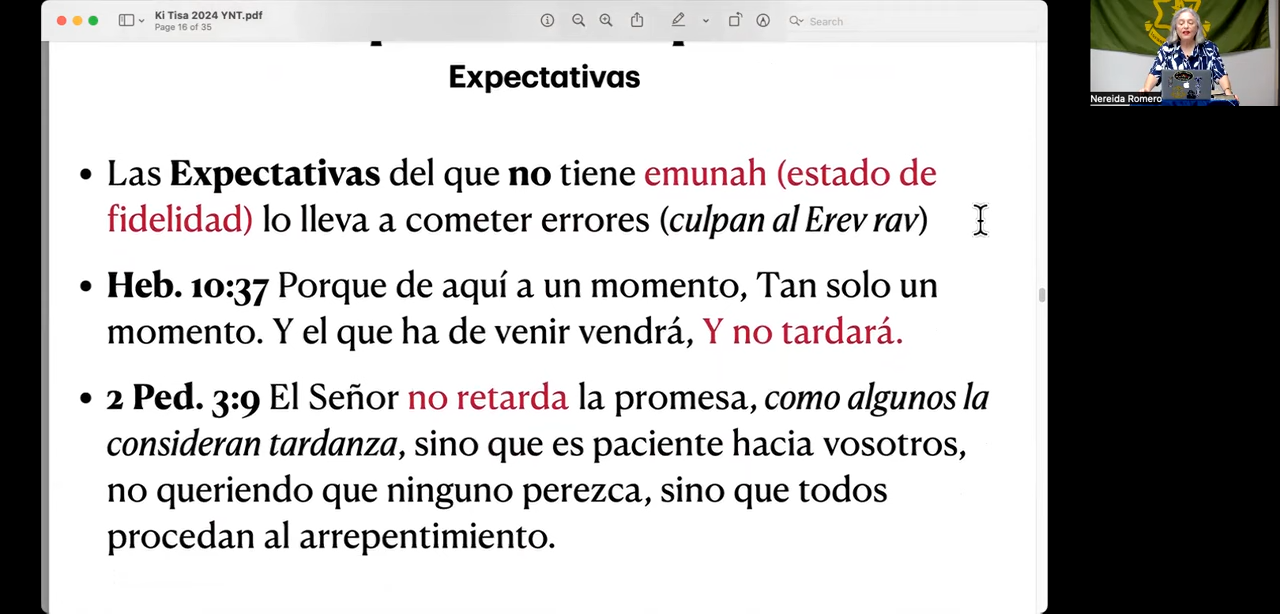 Ki Tisa 2024 YNT.pdf
Page 16 of 35
Search
Nereida Romero
Expectativas
• Las Expectativas del que no tiene emunah (estado de
fidelidad) lo lleva a cometer errores (culpan al Erev rav)
• Heb. 10:37 Porque de aquí a un momento, Tan solo un
momento. Y el que ha de venir vendrá, Y no tardará.
• 2 Ped. 3:9 El Señor no retarda la promesa, como algunos la
consideran tardanza, sino que es paciente hacia vosotros,
no queriendo que ninguno perezca, sino que todos
procedan al arrepentimiento.